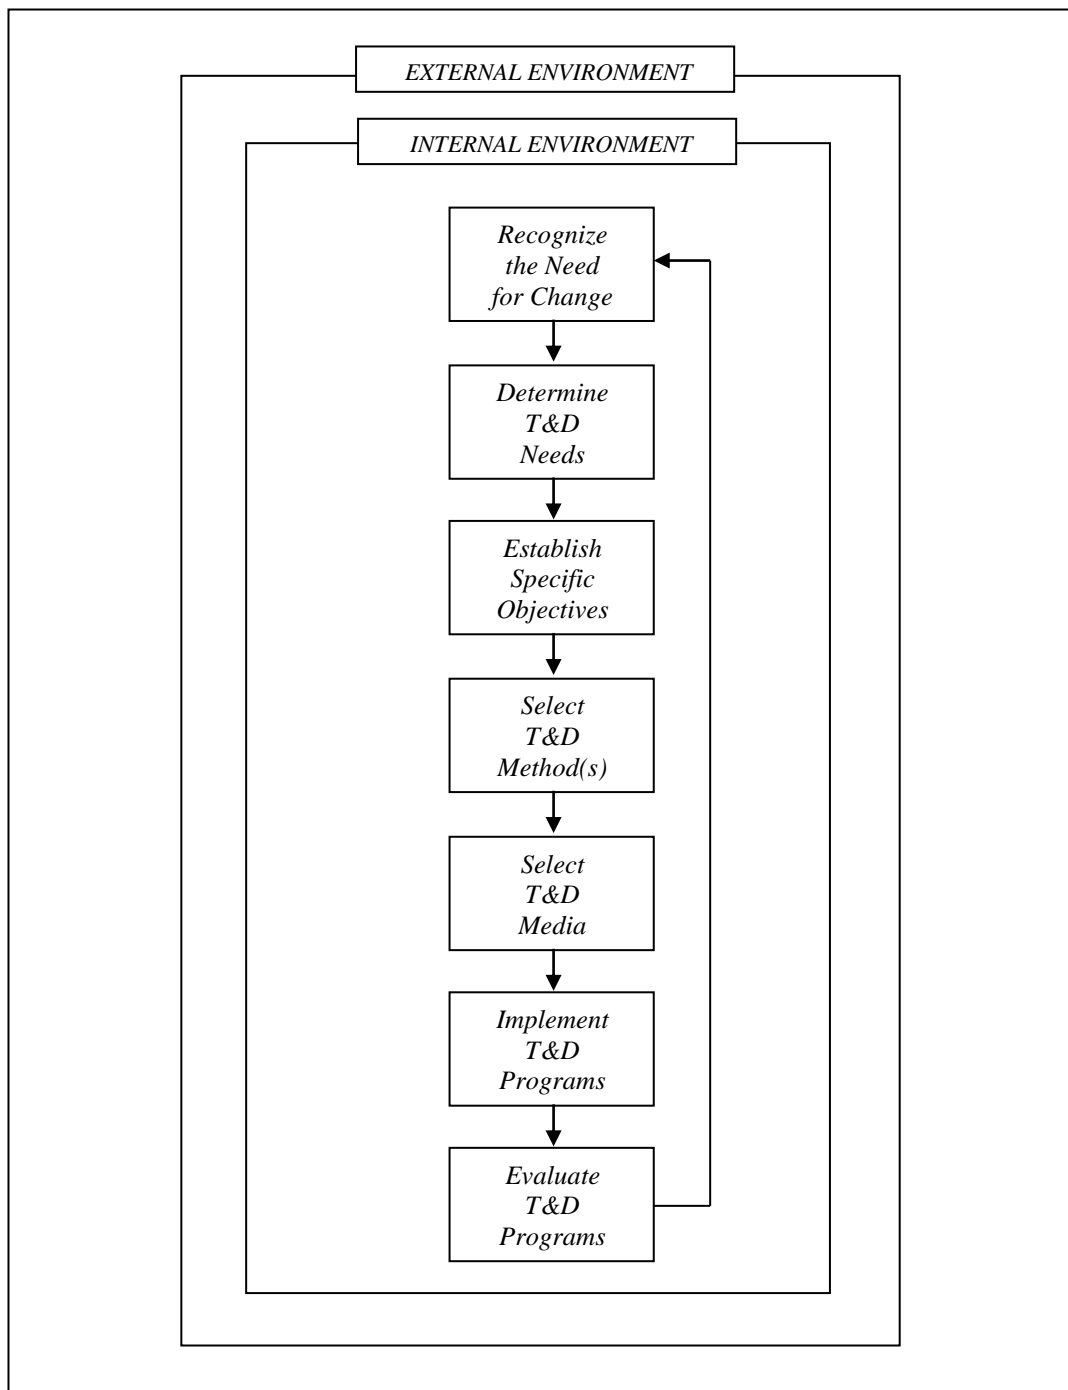 EXTERNAL ENVIRONMENT
INTERNAL ENVIRONMENT
Recognize
the Need
for Change
Determine
T&D
Needs
Establish
Specific
Objectives
Select
T&D
Method(s)
Select
T&D
Media
Implement
T&D
Programs
Evaluate
T&D
Programs